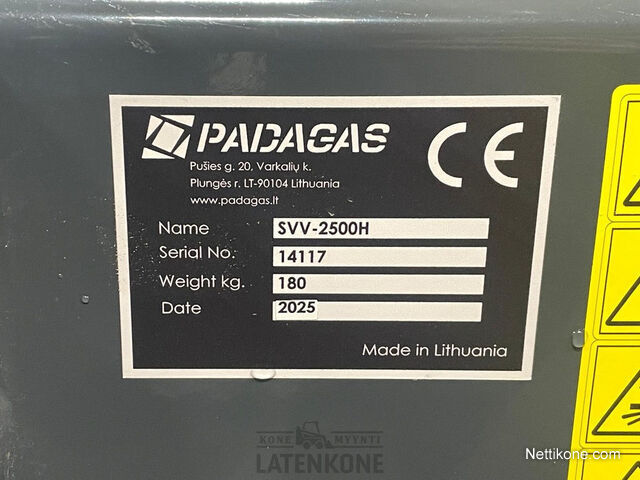 PADAGAS
CE
Pušies g. 20, Varkalių k.
Plungės r. LT-90104 Lithuania
www.padagas.lt
Name SVV-2500H
Serial No. 14117
Weight kg. 180
Date 2025
Made in Lithuania
KONE MYYNTI
LATENKONE
Nettikone.com